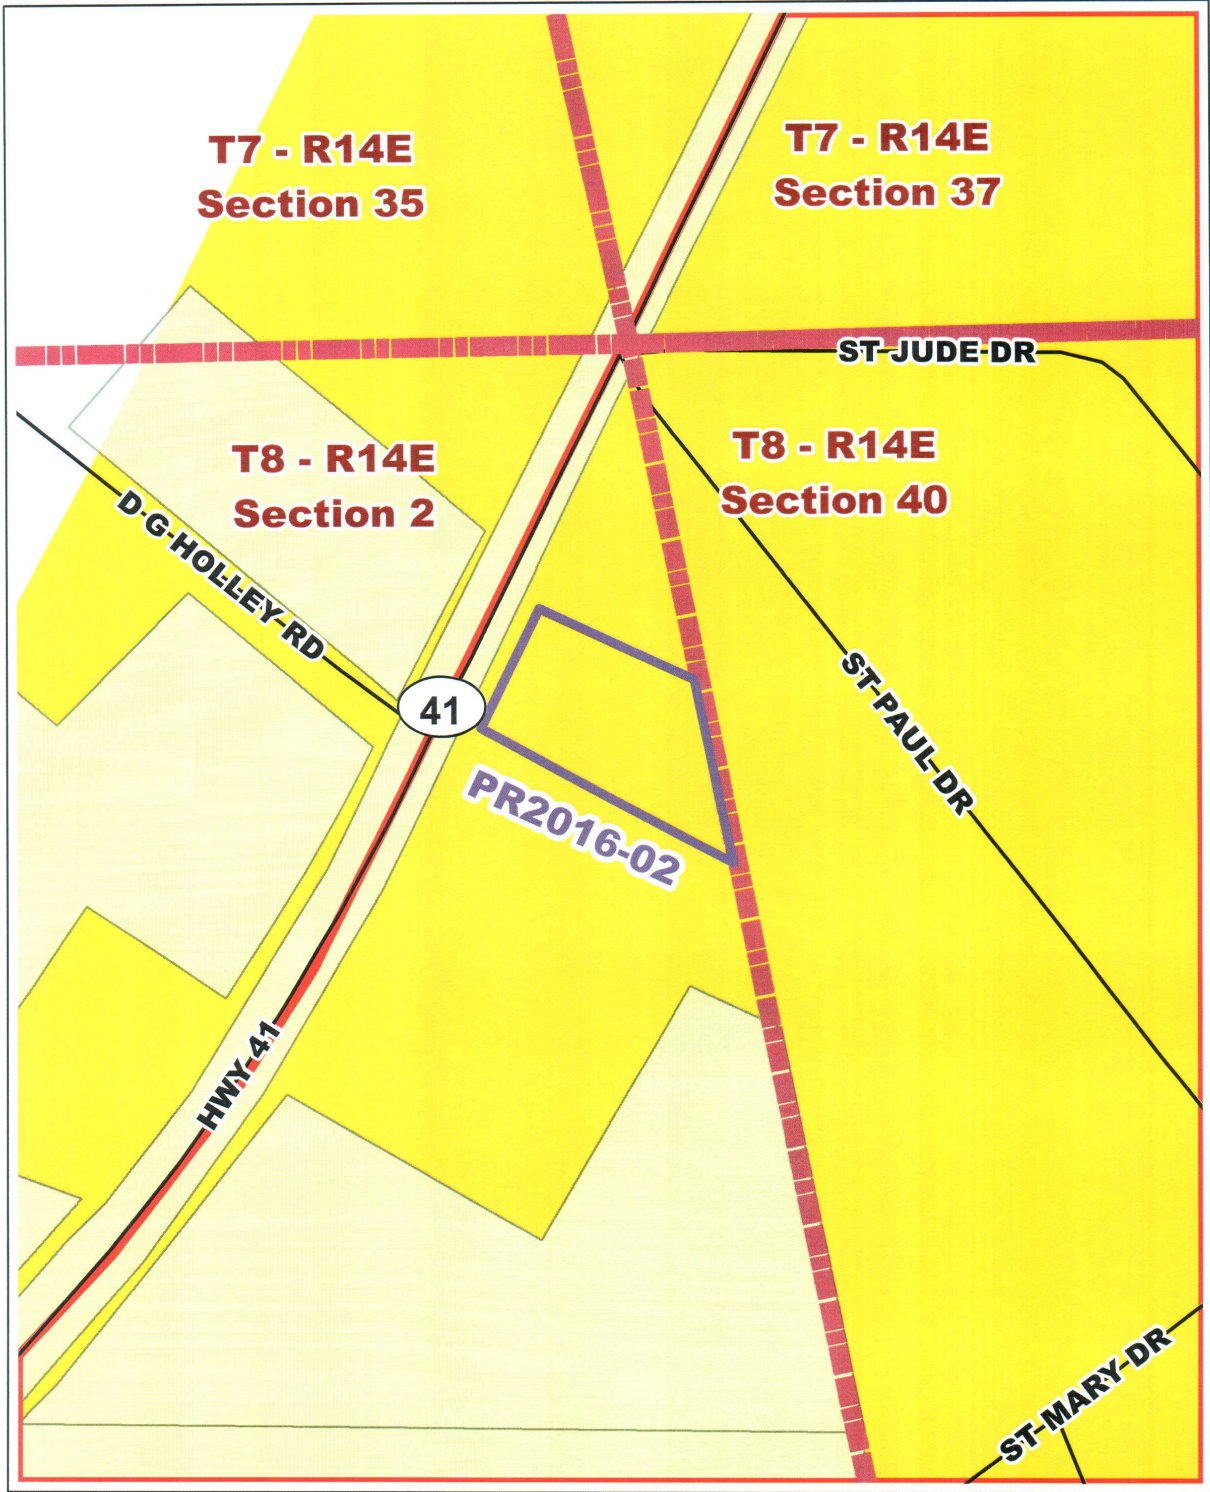 T7 - R14E
Section 35
T7 - R14E
Section 37
ST JUDE DR
T8 - R14E
Section 2
T8 - R14E
Section 40
D G HOLLEY RD
41
ST PAUL DR
PR2016-02
HWY 41
ST MARY DR